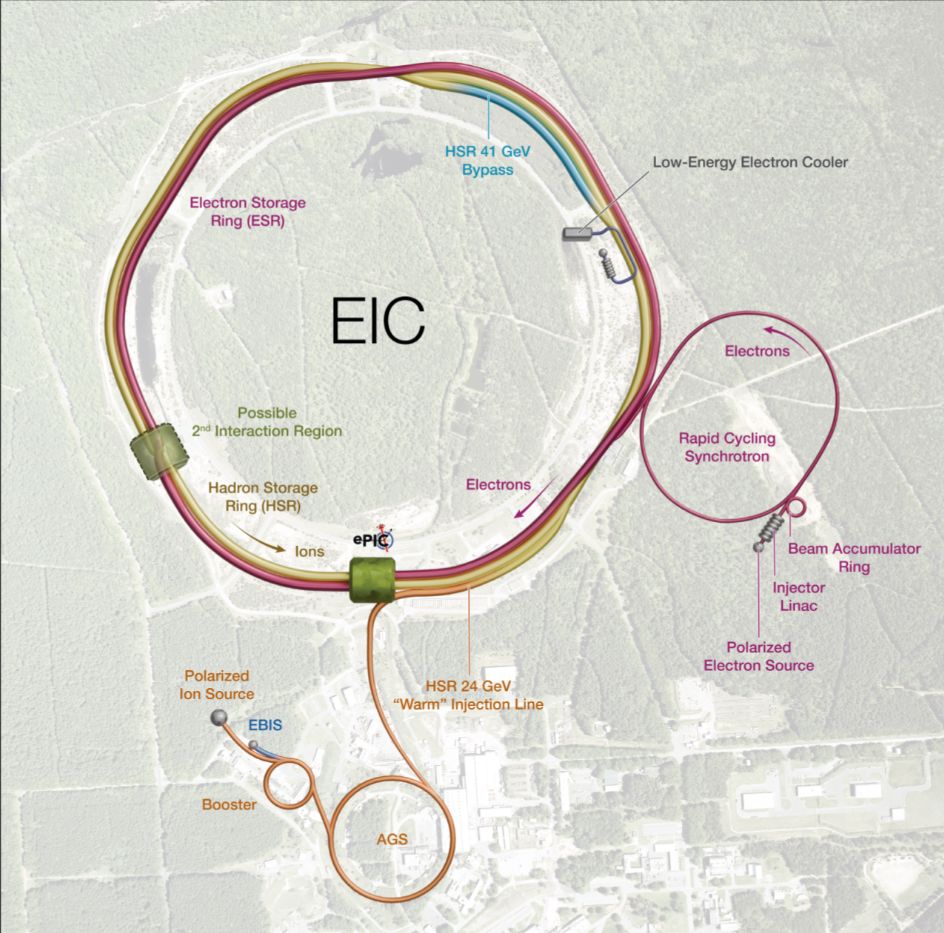 HSR 41 GeV
Bypass
Low-Energy Electron Cooler
Electron Storage
Ring (ESR)
EIC
Electrons
Possible
2nd Interaction Region
Rapid Cycling
Synchrotron
Hadron Storage
Ring (HSR)
Electrons
Ions
ePIC
Beam Accumulator
Ring
Injector
Linac
Polarized
Electron Source
Polarized
Ion Source
HSR 24 GeV
“Warm” Injection Line
EBIS
Booster
AGS